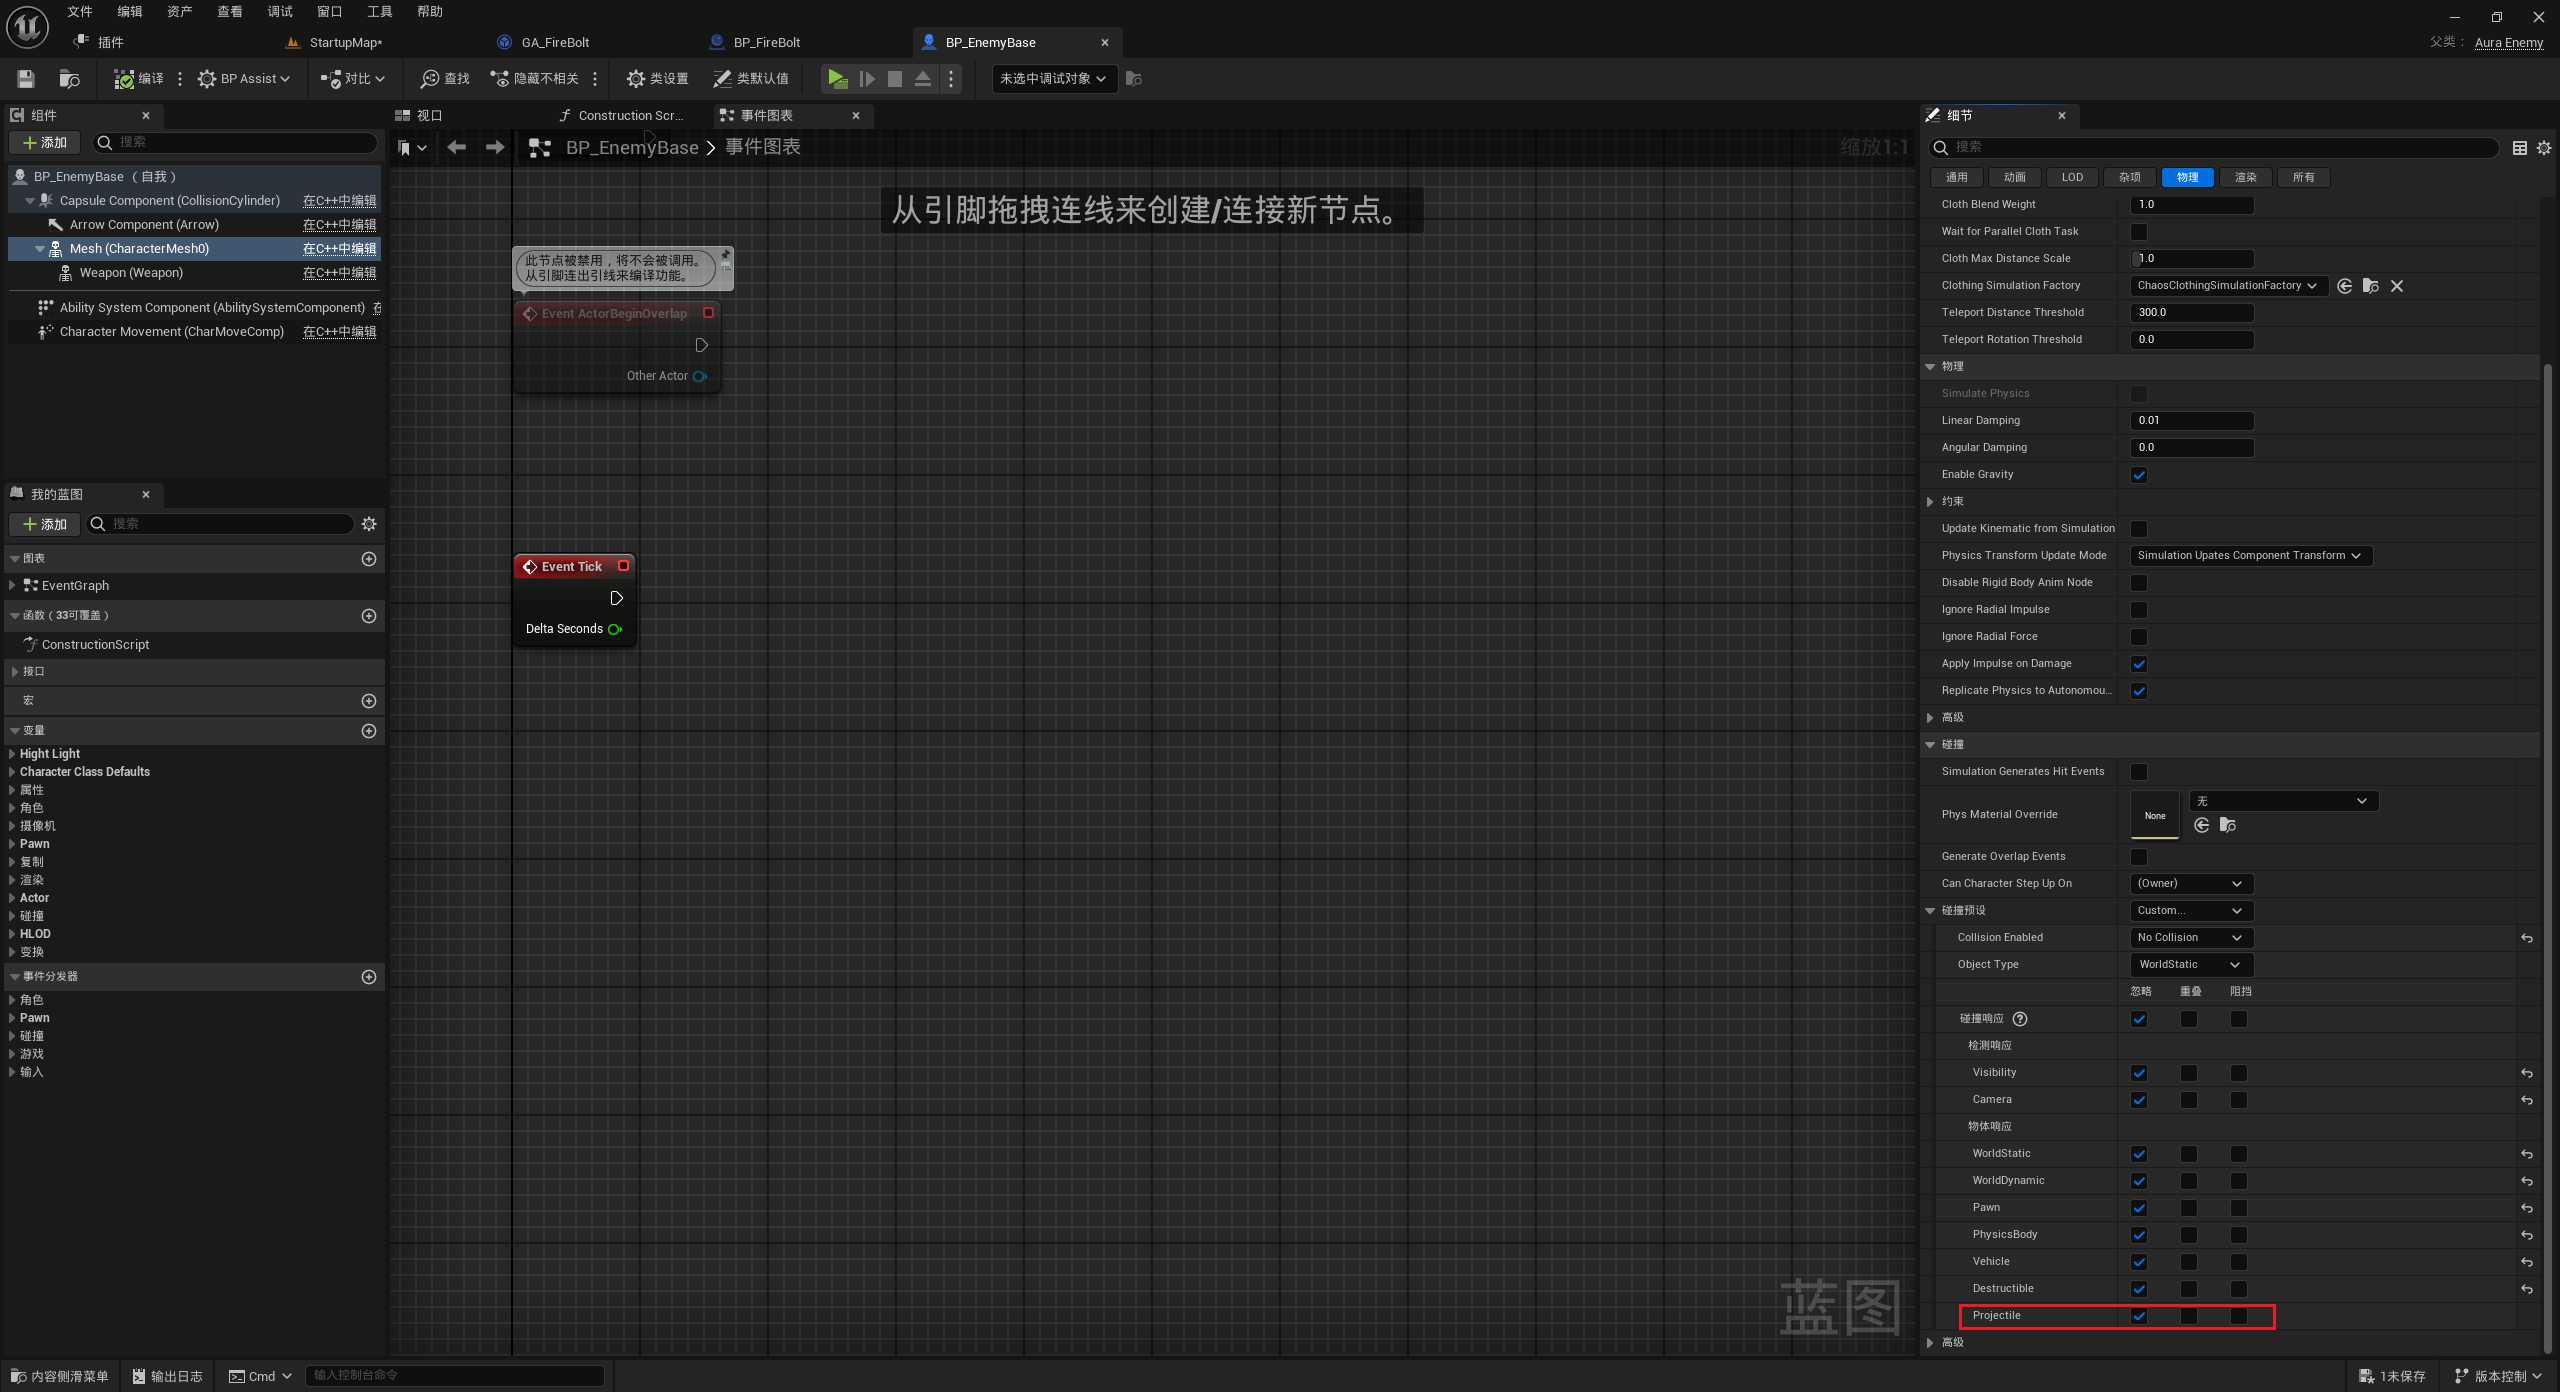 文件 编辑 资产 查看 调试 窗口 工具 帮助
插件 StartupMap* GA_FireBolt BP_FireBolt BP_EnemyBase 父类： Aura Enemy
编译 BP Assist 对比 查找 隐藏不相关 类设置 类默认值 未选中调试对象
组件
添加 搜索
BP_EnemyBase （自我）
Capsule Component (CollisionCylinder) 在C++中编辑
Arrow Component (Arrow) 在C++中编辑
Mesh (CharacterMesh0) 在C++中编辑
Weapon (Weapon) 在C++中编辑
Ability System Component (AbilitySystemComponent)
Character Movement (CharMoveComp) 在C++中编辑
我的蓝图
添加 搜索
图表
EventGraph
函数（33可覆盖）
ConstructionScript
接口
宏
变量
Hight Light
Character Class Defaults
属性
角色
摄像机
Pawn
复制
渲染
Actor
碰撞
HLOD
变换
事件分发器
角色
Pawn
碰撞
游戏
输入
视口 Construction Scr... 事件图表
BP_EnemyBase > 事件图表 缩放1:1
从引脚拖拽连线来创建/连接新节点。
此节点被禁用，将不会被调用。
从引脚连出引线来编译功能。
Event ActorBeginOverlap
Other Actor
Event Tick
Delta Seconds
蓝图
细节
搜索
通用 动画 LOD 杂项 物理 渲染 所有
Cloth Blend Weight 1.0
Wait for Parallel Cloth Task
Cloth Max Distance Scale 1.0
Clothing Simulation Factory ChaosClothingSimulationFactory
Teleport Distance Threshold 300.0
Teleport Rotation Threshold 0.0
物理
Simulate Physics
Linear Damping 0.01
Angular Damping 0.0
Enable Gravity
约束
Update Kinematic from Simulation
Physics Transform Update Mode Simulation Upates Component Transform
Disable Rigid Body Anim Node
Ignore Radial Impulse
Ignore Radial Force
Apply Impulse on Damage
Replicate Physics to Autonomou...
高级
碰撞
Simulation Generates Hit Events
Phys Material Override None 无
Generate Overlap Events
Can Character Step Up On (Owner)
碰撞预设 Custom...
Collision Enabled No Collision
Object Type WorldStatic
忽略 重叠 阻挡
碰撞响应
检测响应
Visibility
Camera
物体响应
WorldStatic
WorldDynamic
Pawn
PhysicsBody
Vehicle
Destructible
Projectile
高级
内容侧滑菜单 输出日志 Cmd 输入控制台命令 1未保存 版本控制